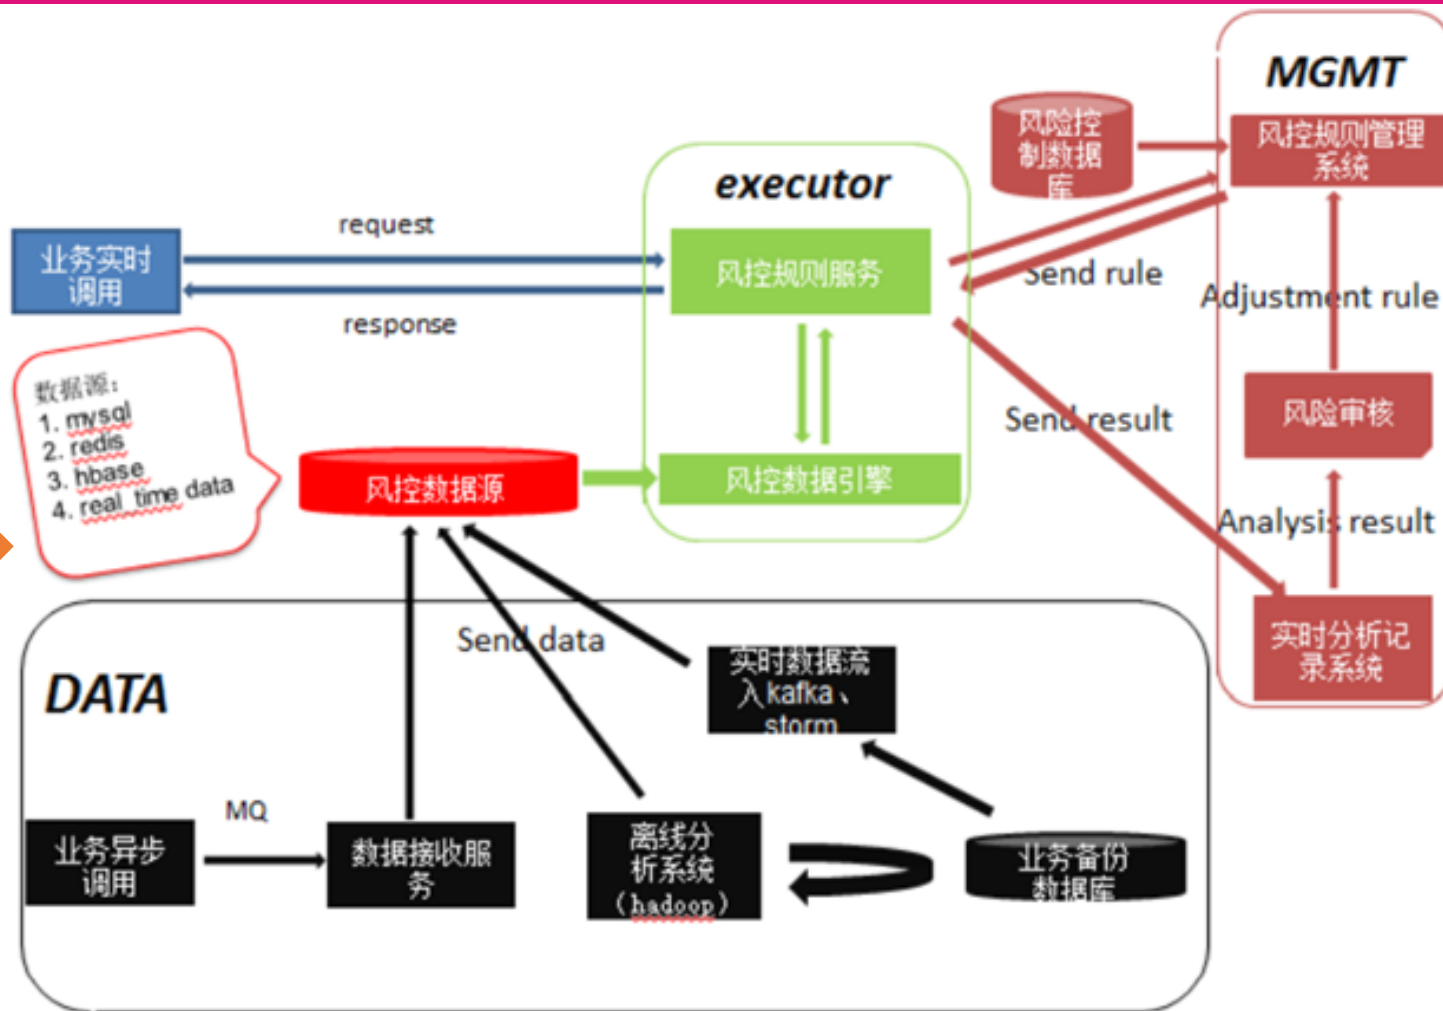 MGMT
风险控
制数据
库
风控规则管理
系统
executor
request
业务实时
调用
风控规则服务
Send rule
Adjustment rule
response
数据源：
1. mysql
2. redis
3. hbase
4. real_time data
风险审核
Send result
风控数据源
风控数据引擎
Analysis result
实时分析记
录系统
Send data
DATA
实时数据流
入kafka、
storm
MQ
业务异步
调用
数据接收服
务
离线分
析系统
（hadoop）
业务备份
数据库